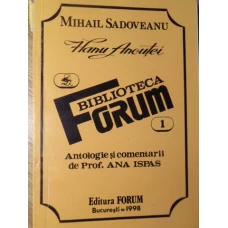 MIHAIL SADOVEANU
Hanu Ancuței
BIBLIOTECA
FORUM
1
Antologie și comentarii
de Prof. ANA ISPAS
Editura FORUM
București - 1998